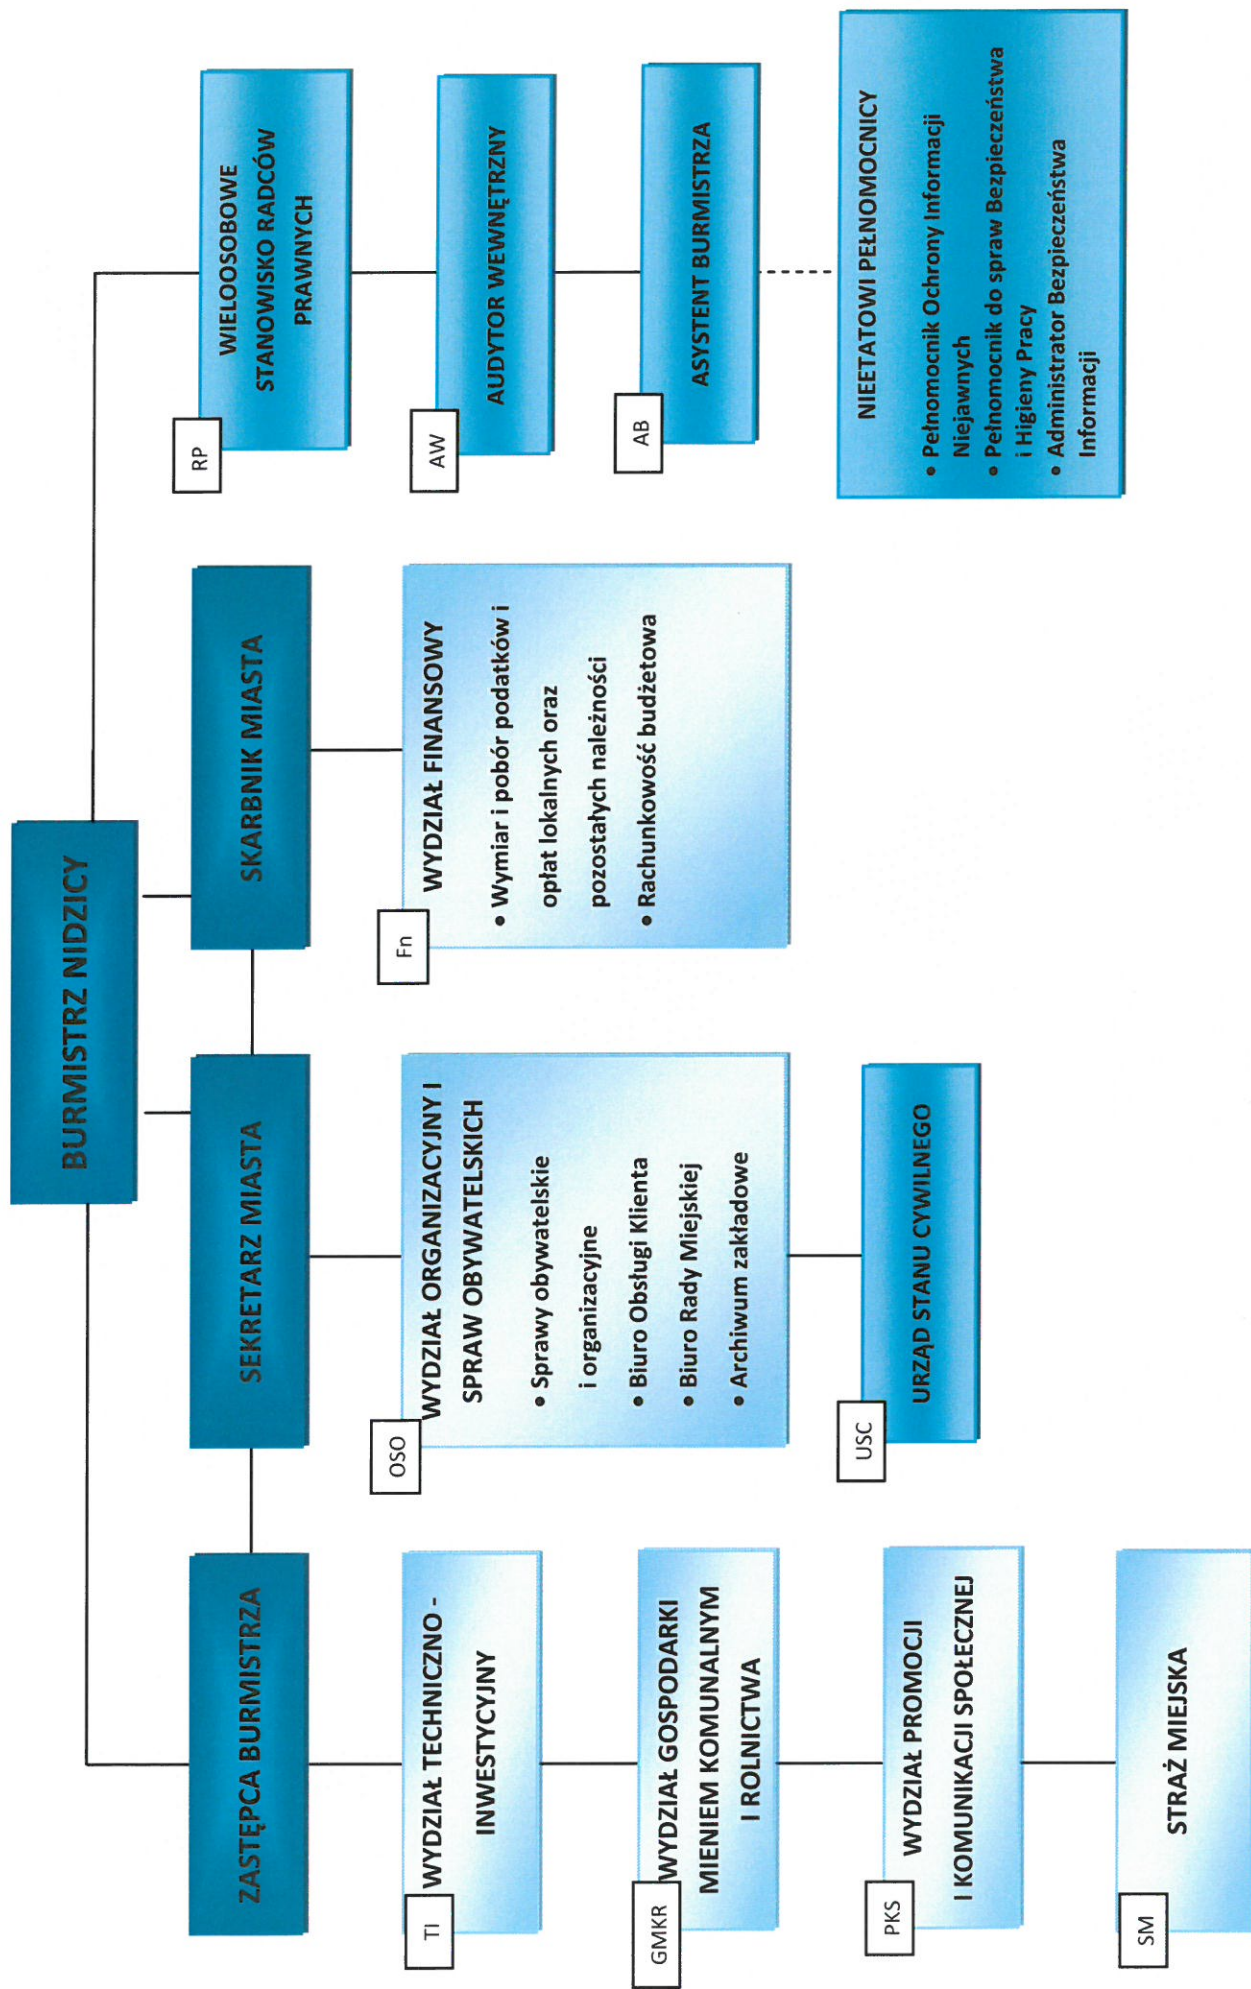 BURMISTRZ NIDZICY
ZASTĘPCA BURMISTRZA
SEKRETARZ MIASTA
SKARBNIK MIASTA
TI
WYDZIAŁ TECHNICZNO -
INWESTYCYJNY
GMKR
WYDZIAŁ GOSPODARKI
MIENIEM KOMUNALNYM
I ROLNICTWA
PKS
WYDZIAŁ PROMOCJI
I KOMUNIKACJI SPOŁECZNEJ
SM
STRAŻ MIEJSKA
OSO
WYDZIAŁ ORGANIZACYJNY I
SPRAW OBYWATELSKICH
• Sprawy obywatelskie
i organizacyjne
• Biuro Obsługi Klienta
• Biuro Rady Miejskiej
• Archiwum zakładowe
USC
URZĄD STANU CYWILNEGO
Fn
WYDZIAŁ FINANSOWY
• Wymiar i pobór podatków i
opłat lokalnych oraz
pozostałych należności
• Rachunkowość budżetowa
RP
WIELOOSOBOWE
STANOWISKO RADCÓW
PRAWNYCH
AW
AUDYTOR WEWNĘTRZNY
AB
ASYSTENT BURMISTRZA
NIEETATOWI PEŁNOMOCNICY
• Pełnomocnik Ochrony Informacji
Niejawnych
• Pełnomocnik do spraw Bezpieczeństwa
i Higieny Pracy
• Administrator Bezpieczeństwa
Informacji